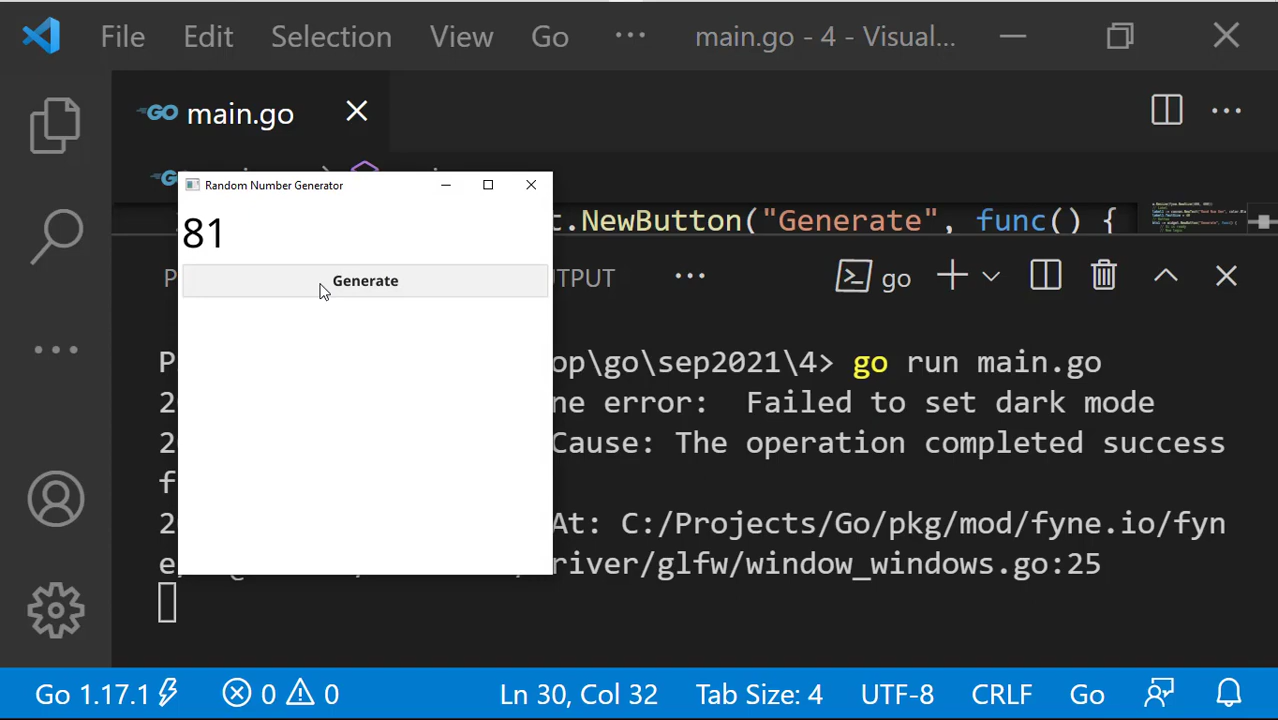 File Edit Selection View Go ··· main.go - 4 - Visual...
GO main.go
Random Number Generator
81
t.NewButton("Generate", func() {
Generate
P UTPUT ··· go
P op\go\sep2021\4> go run main.go
2 ne error: Failed to set dark mode
2 Cause: The operation completed success
f
2 At: C:/Projects/Go/pkg/mod/fyne.io/fyn
e river/glfw/window_windows.go:25
Go 1.17.1 0 0 Ln 30, Col 32 Tab Size: 4 UTF-8 CRLF Go